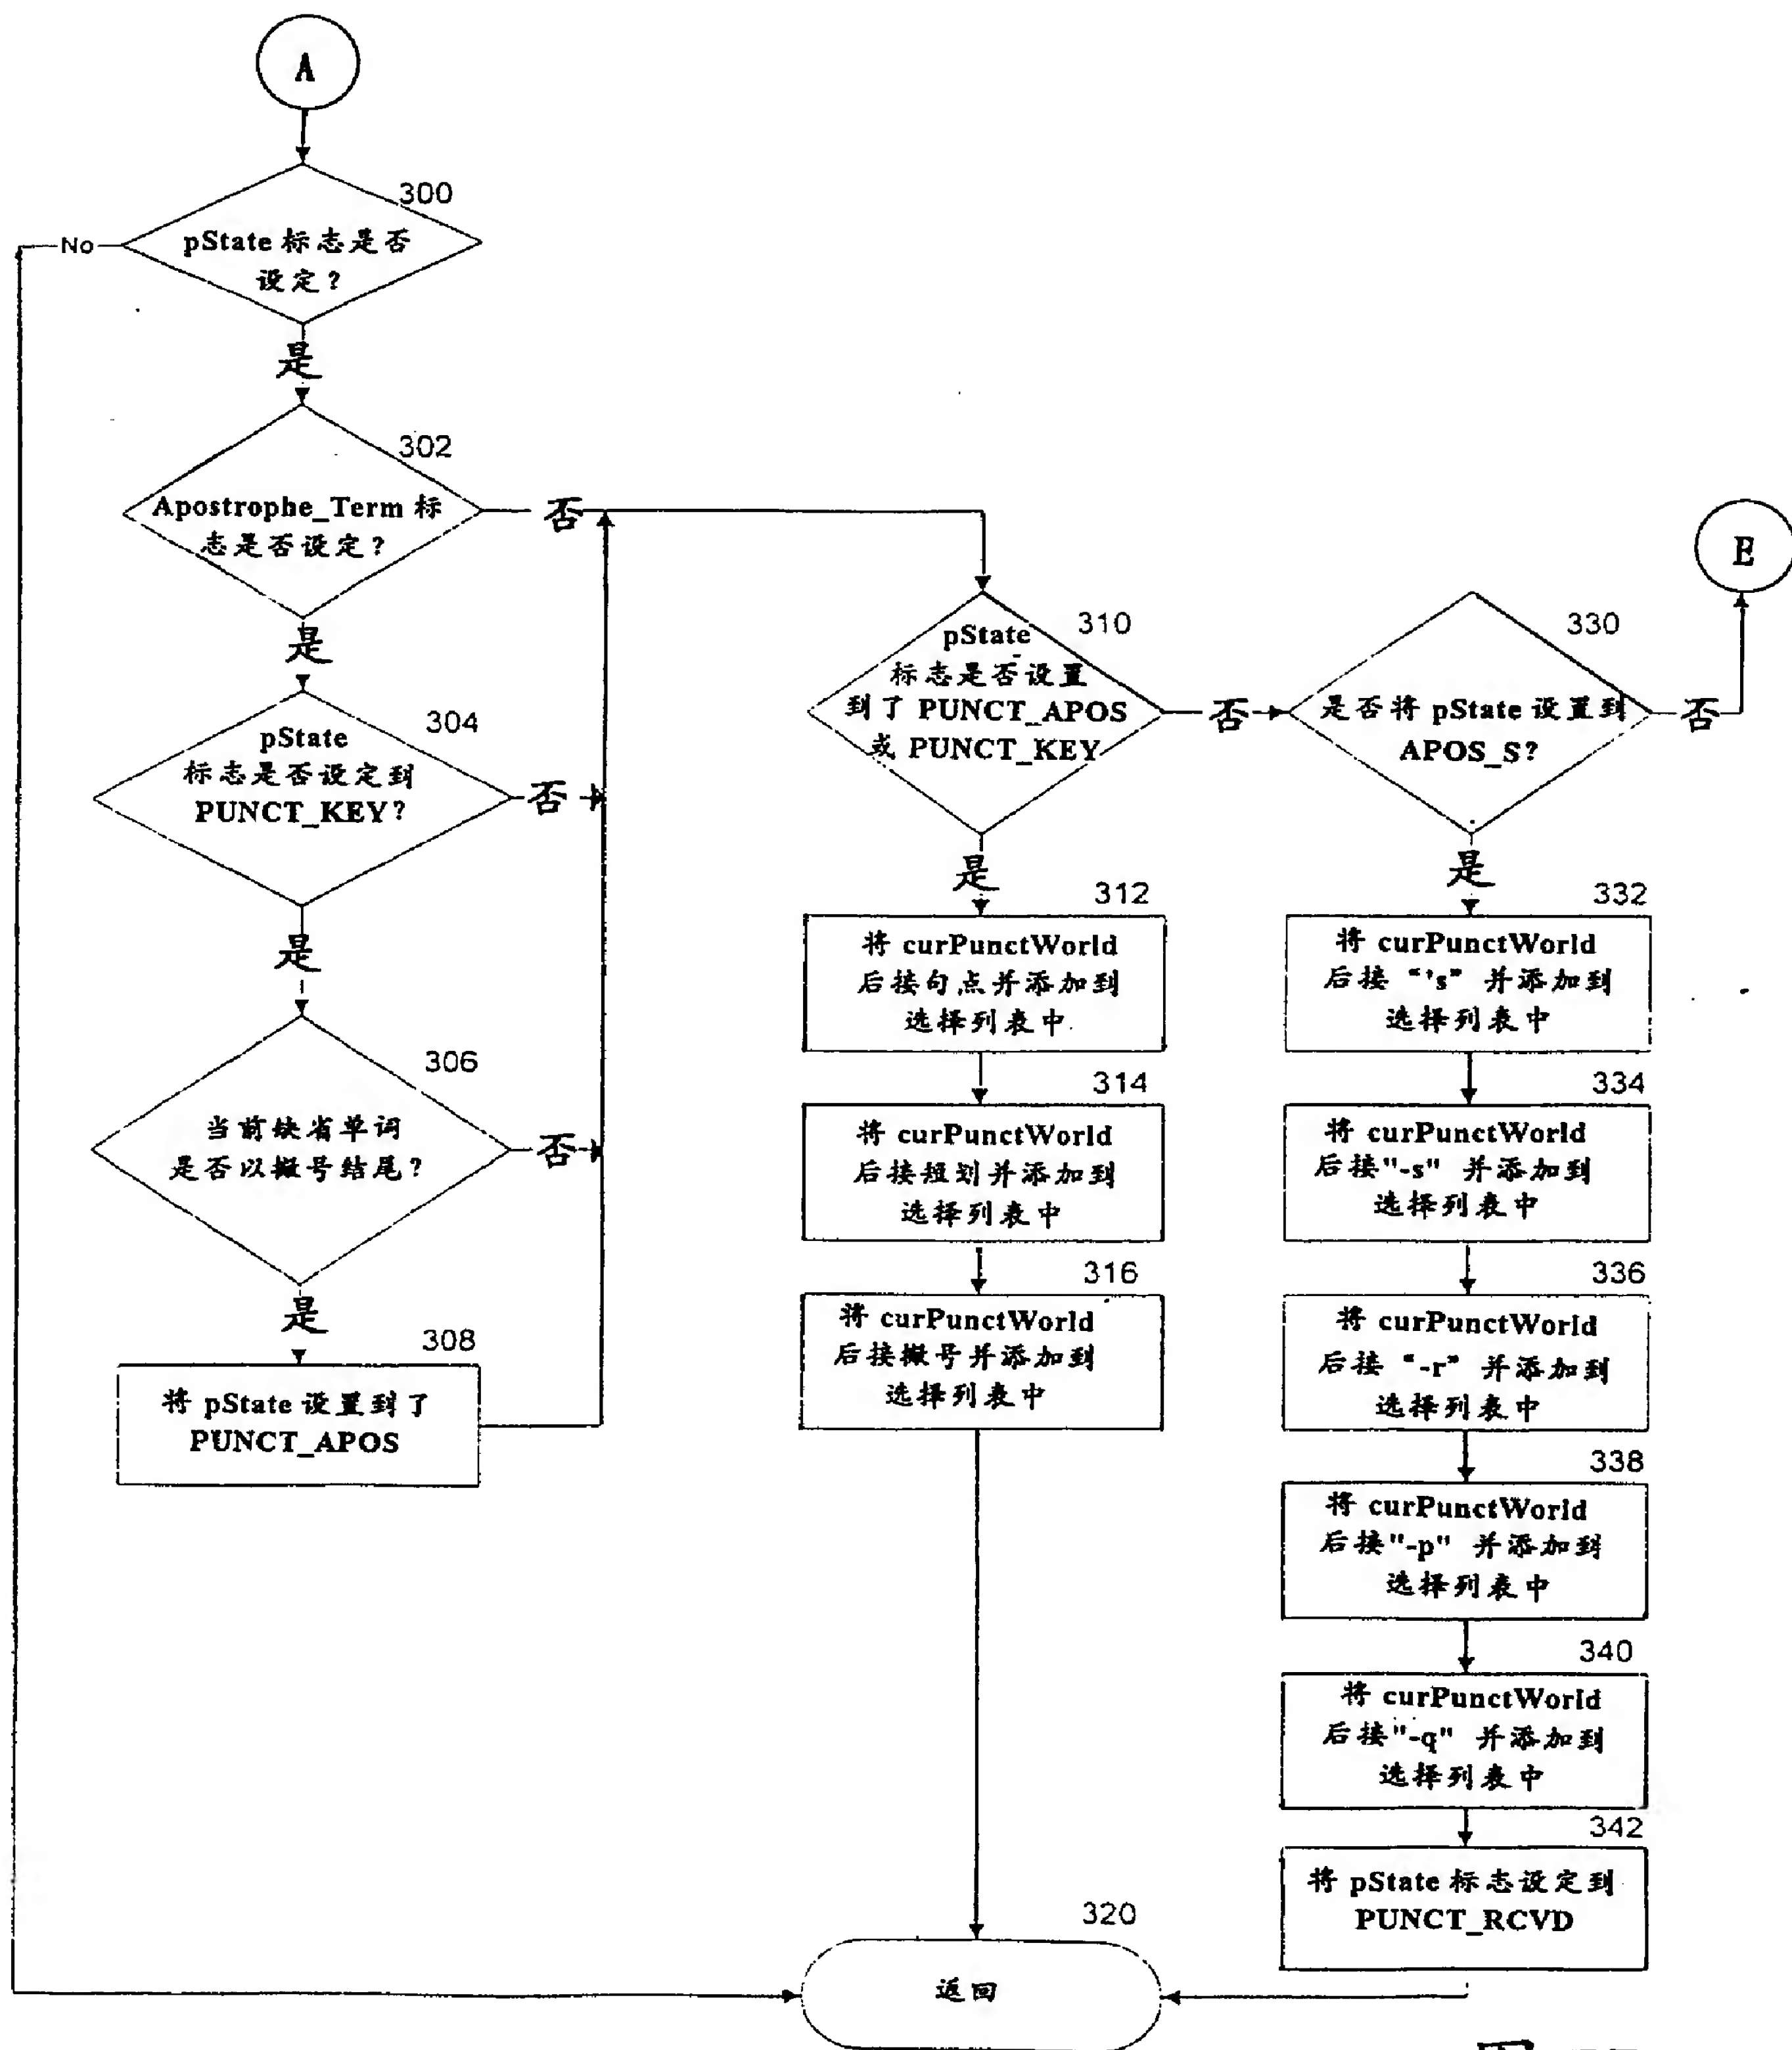 A
300
pState 标志是否
设定?
No
是
302
Apostrophe_Term 标
志是否设定?
否
是
304
pState
标志是否设定到
PUNCT_KEY?
否
是
306
当前缺省单词
是否以撇号结尾?
否
是
308
将 pState 设置到了
PUNCT_APOS
310
pState
标志是否设置
到了 PUNCT_APOS
或 PUNCT_KEY
否
是
312
将 curPunctWorld
后接句点并添加到
选择列表中
314
将 curPunctWorld
后接短划并添加到
选择列表中
316
将 curPunctWorld
后接撇号并添加到
选择列表中
320
返回
330
是否将 pState 设置到
APOS_S?
否
E
是
332
将 curPunctWorld
后接 "'s" 并添加到
选择列表中
334
将 curPunctWorld
后接"-s" 并添加到
选择列表中
336
将 curPunctWorld
后接 "-r" 并添加到
选择列表中
338
将 curPunctWorld
后接"-p" 并添加到
选择列表中
340
将 curPunctWorld
后接"-q" 并添加到
选择列表中
342
将 pState 标志设定到
PUNCT_RCVD